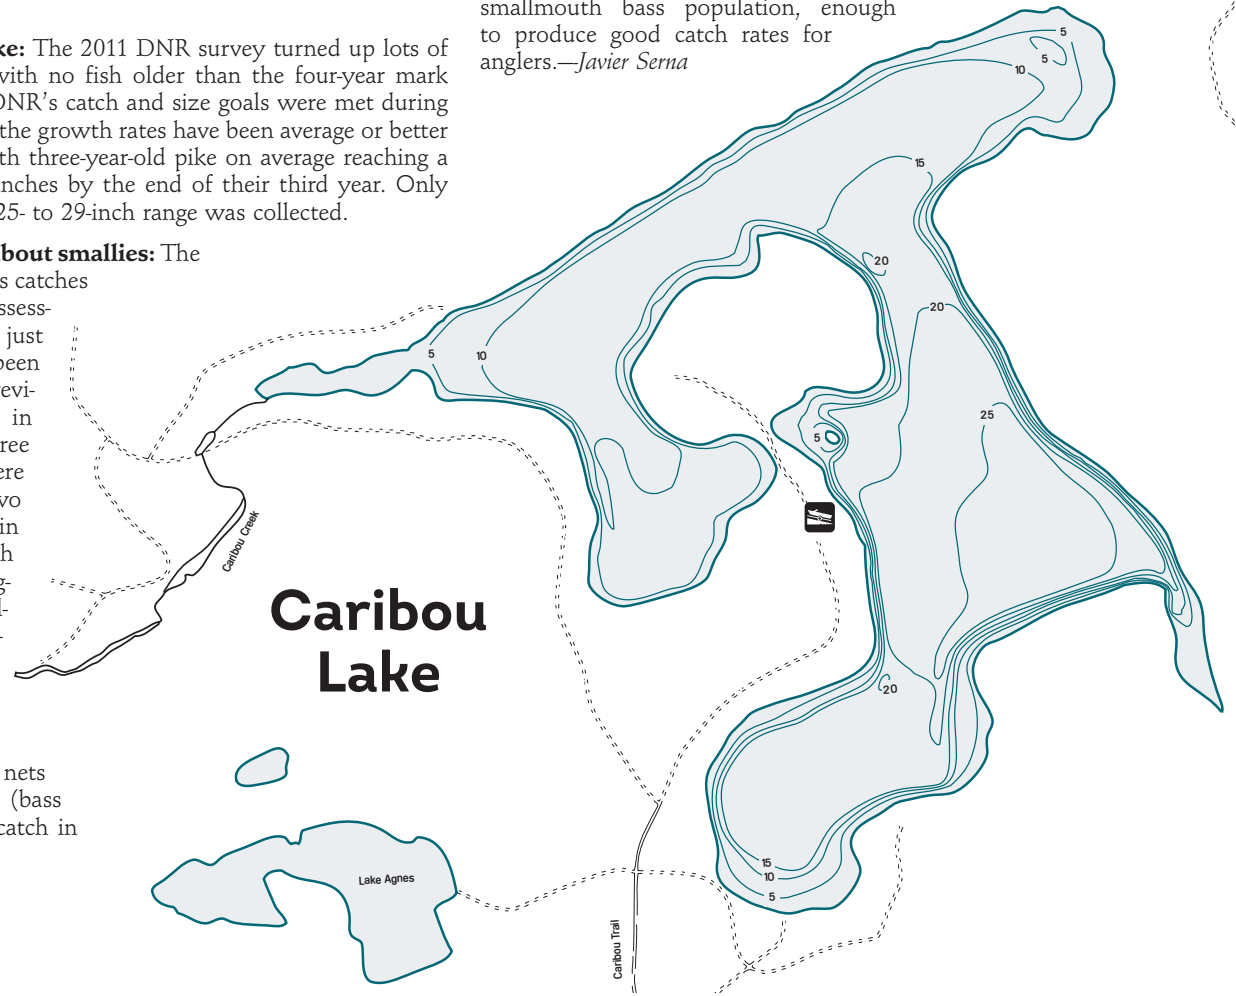 smallmouth bass population, enough
to produce good catch rates for
anglers.—Javier Serna
ke: The 2011 DNR survey turned up lots of
with no fish older than the four-year mark
DNR’s catch and size goals were met during
the growth rates have been average or better
th three-year-old pike on average reaching a
inches by the end of their third year. Only
25- to 29-inch range was collected.
bout smallies: The
s catches
ssess-
just
been
revi-
in
ree
ere
vo
in
h
g-
l-
-
nets
(bass
catch in
5
5
10
15
20
20
5
10
25
5
20
15
10
5
Caribou Creek
Caribou
Lake
Lake Agnes
Caribou Trail